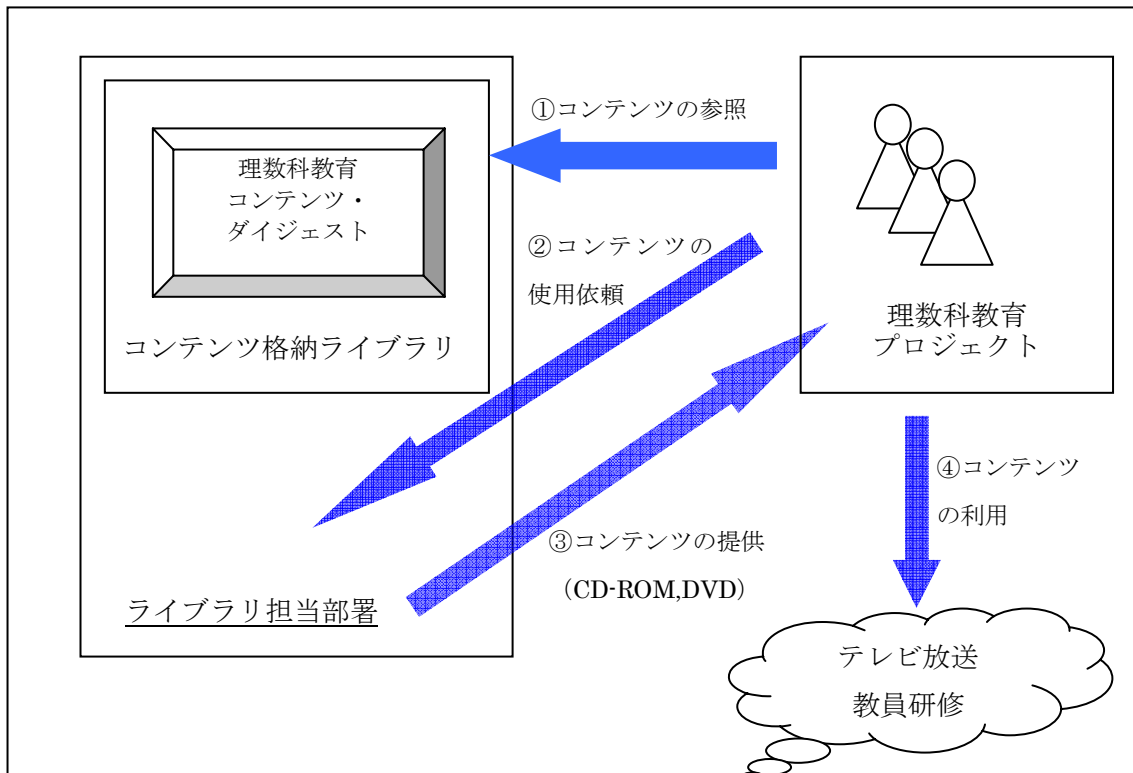 ①コンテンツの参照
理数科教育
コンテンツ・
ダイジェスト
コンテンツ格納ライブラリ
②コンテンツの
使用依頼
理数科教育
プロジェクト
③コンテンツの提供
（CD-ROM,DVD）
④コンテンツ
の利用
ライブラリ担当部署
テレビ放送
教員研修